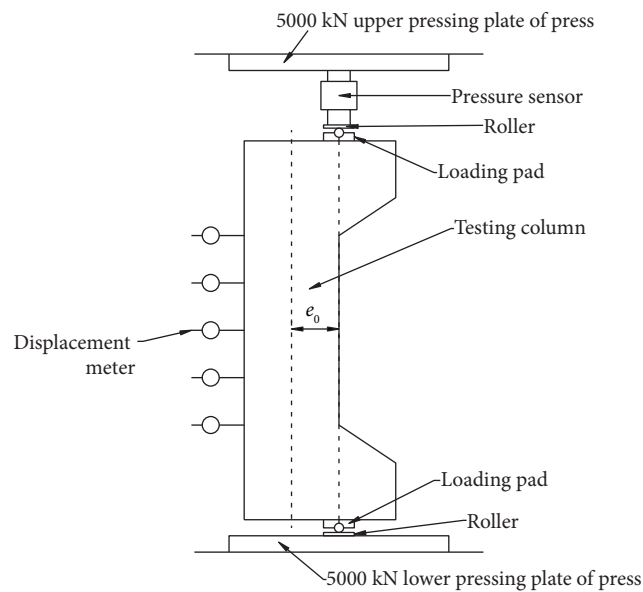 5000 kN upper pressing plate of press
Pressure sensor
Roller
Loading pad
Testing column
e0
Displacement
meter
Loading pad
Roller
5000 kN lower pressing plate of press